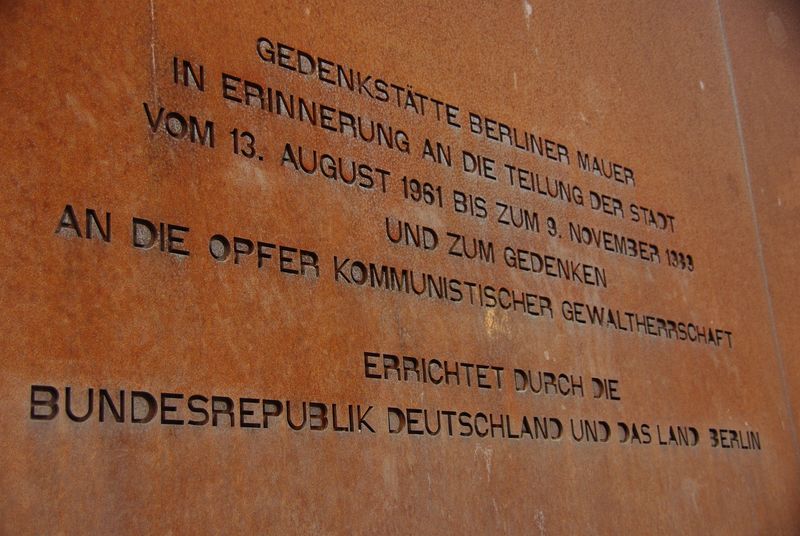 GEDENKSTÄTTE BERLINER MAUER
IN ERINNERUNG AN DIE TEILUNG DER STADT
VOM 13. AUGUST 1961 BIS ZUM 9. NOVEMBER 1989
UND ZUM GEDENKEN
AN DIE OPFER KOMMUNISTISCHER GEWALTHERRSCHAFT
ERRICHTET DURCH DIE
BUNDESREPUBLIK DEUTSCHLAND UND DAS LAND BERLIN